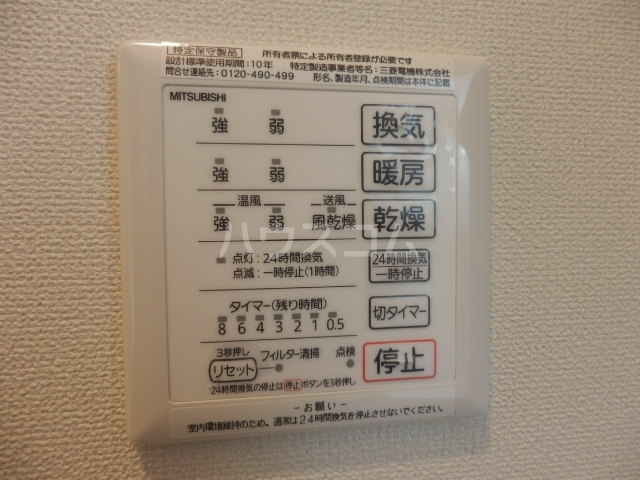 特定保守製品 所有者票による所有者登録が必要です
設計標準使用期間:10年 特定製造事業者等名:三菱電機株式会社
問合せ連絡先:0120-490-499 形名、製造年月、点検期間は本体に記載
MITSUBISHI
強 弱 換気
強 弱 暖房
温風 送風
強 弱 風乾燥 乾燥
ハウスコム
点灯:24時間換気
点滅:一時停止(1時間)
24時間換気
一時停止
タイマー(残り時間)
8 6 4 3 2 1 0.5
切タイマー
3秒押し
リセット フィルター清掃 点検
停止
24時間換気の停止は停止ボタンを3秒押し
-お願い-
室内環境維持のため、通常は24時間換気を停止させないでください。